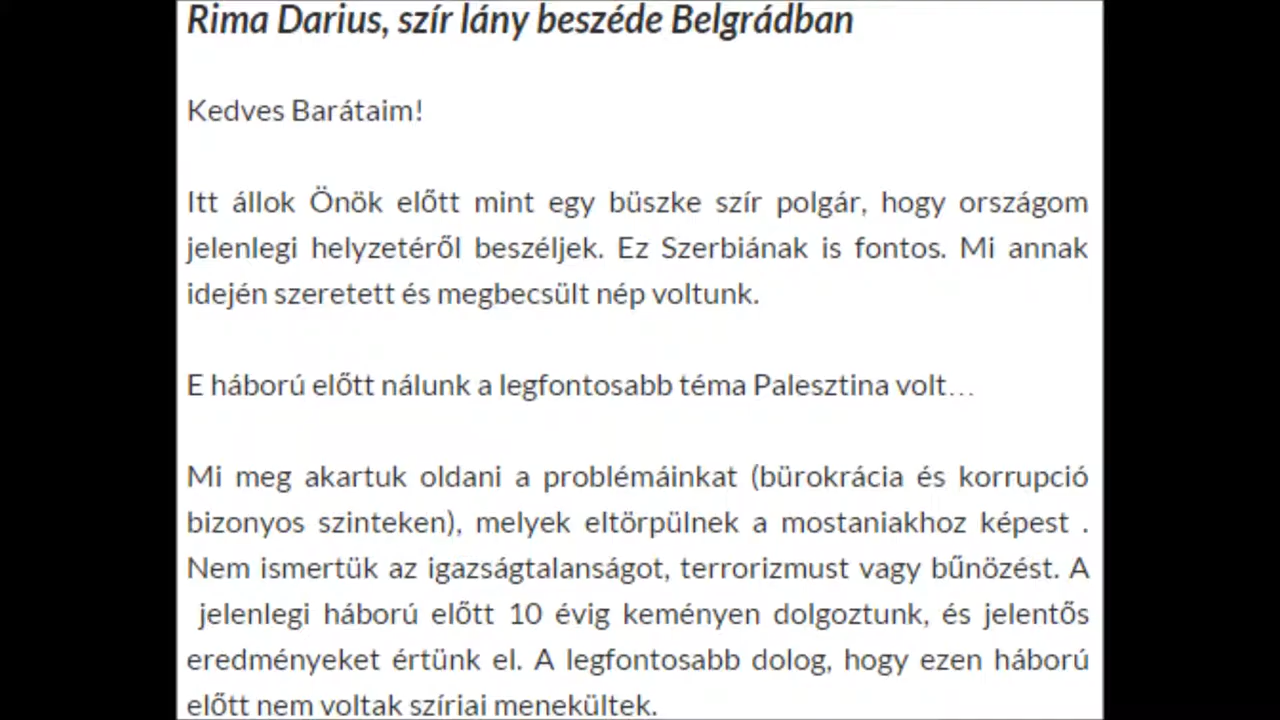 Rima Darius, szír lány beszéde Belgrádban
Kedves Barátaim!
Itt állok Önök előtt mint egy büszke szír polgár, hogy országom
jelenlegi helyzetéről beszéljek. Ez Szerbiának is fontos. Mi annak
idején szeretett és megbecsült nép voltunk.
E háború előtt nálunk a legfontosabb téma Palesztina volt…
Mi meg akartuk oldani a problémáinkat (bürokrácia és korrupció
bizonyos szinteken), melyek eltörpülnek a mostaniakhoz képest .
Nem ismertük az igazságtalanságot, terrorizmust vagy bűnözést. A
jelenlegi háború előtt 10 évig keményen dolgoztunk, és jelentős
eredményeket értünk el. A legfontosabb dolog, hogy ezen háború
előtt nem voltak szíriai menekültek.